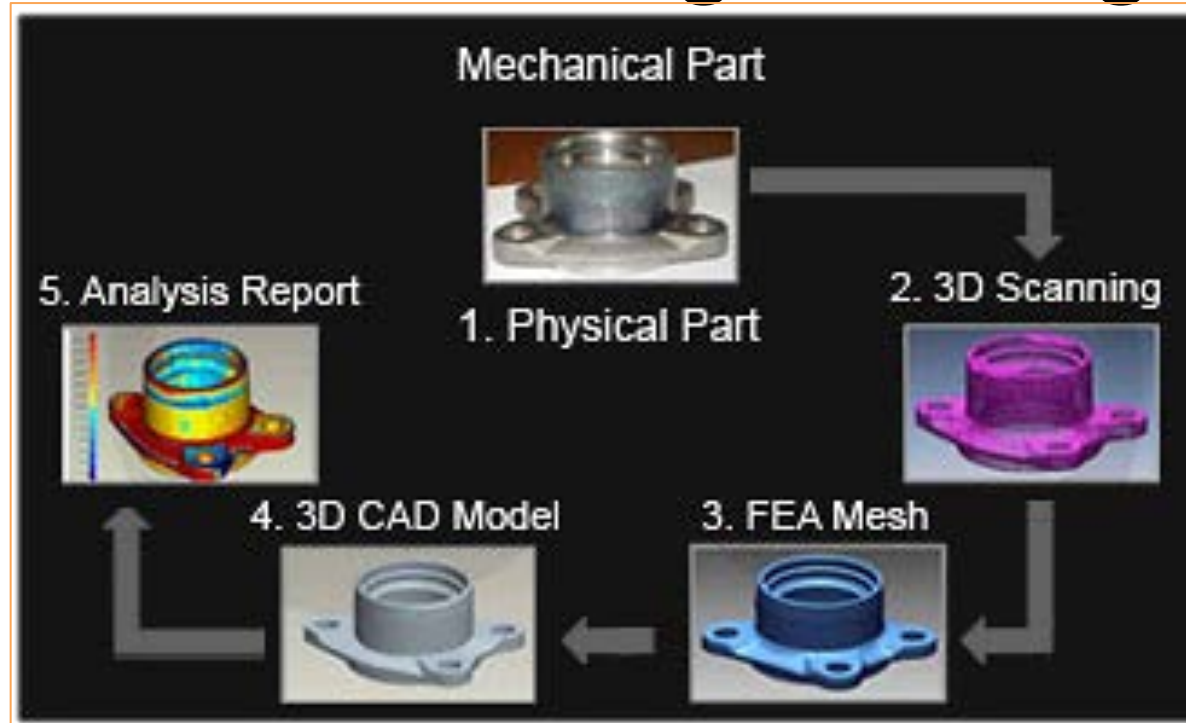 Mechanical Part
1. Physical Part
2. 3D Scanning
3. FEA Mesh
4. 3D CAD Model
5. Analysis Report